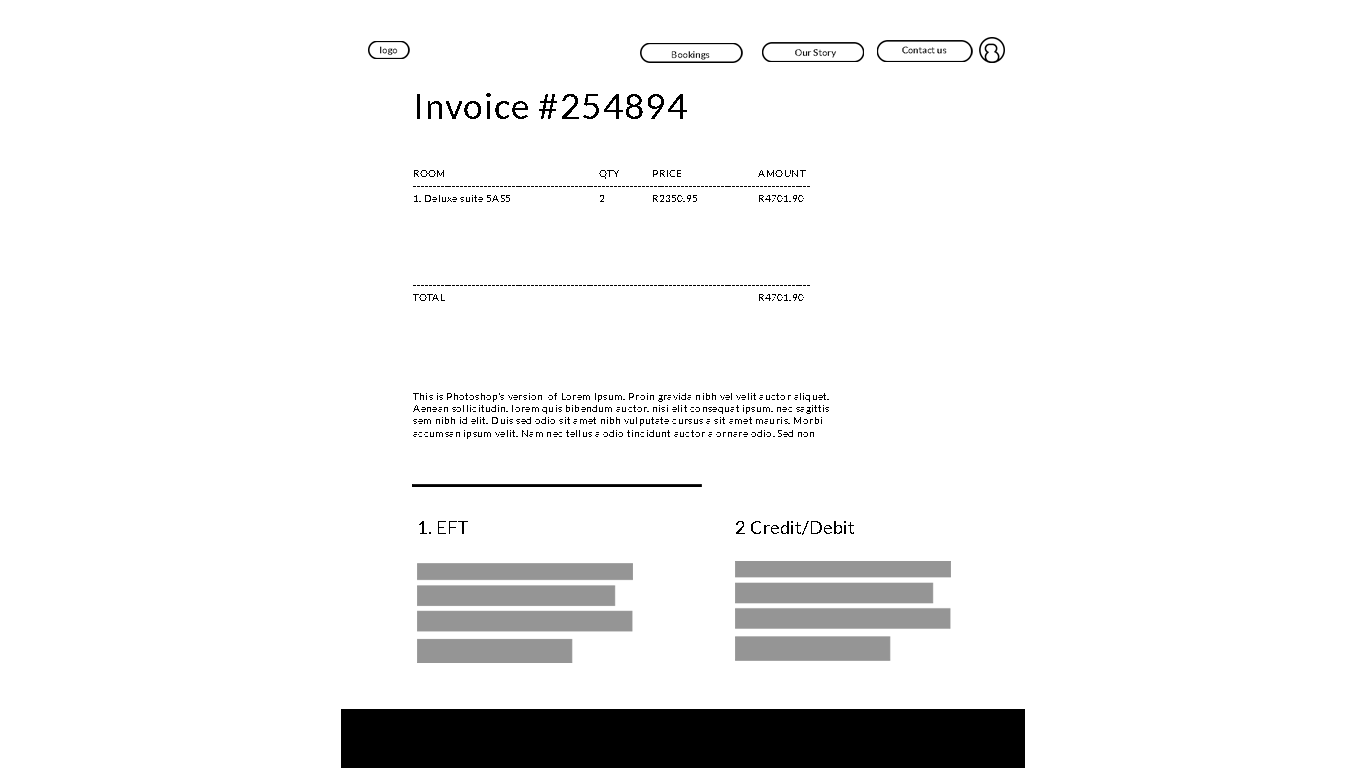 logo
Bookings
Our Story
Contact us
Invoice #254894
ROOM QTY PRICE AMOUNT
1. Deluxe suite 5AS5 2 R2350.95 R4701.90
TOTAL R4701.90
This is Photoshop's version of Lorem Ipsum. Proin gravida nibh vel velit auctor aliquet.
Aenean sollicitudin, lorem quis bibendum auctor, nisi elit consequat ipsum, nec sagittis
sem nibh id elit. Duis sed odio sit amet nibh vulputate cursus a sit amet mauris. Morbi
accumsan ipsum velit. Nam nec tellus a odio tincidunt auctor a ornare odio. Sed non
1. EFT
2 Credit/Debit